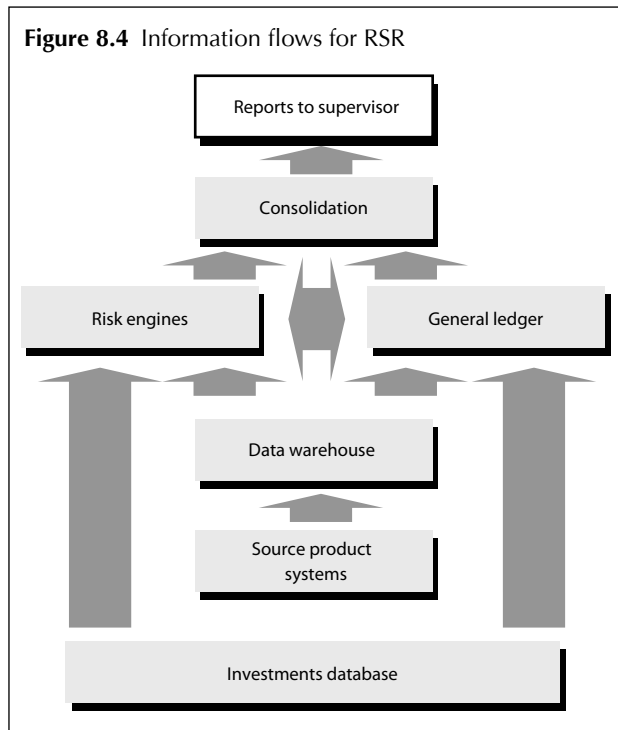 Figure 8.4 Information flows for RSR
Reports to supervisor
Consolidation
Risk engines
General ledger
Data warehouse
Source product
systems
Investments database